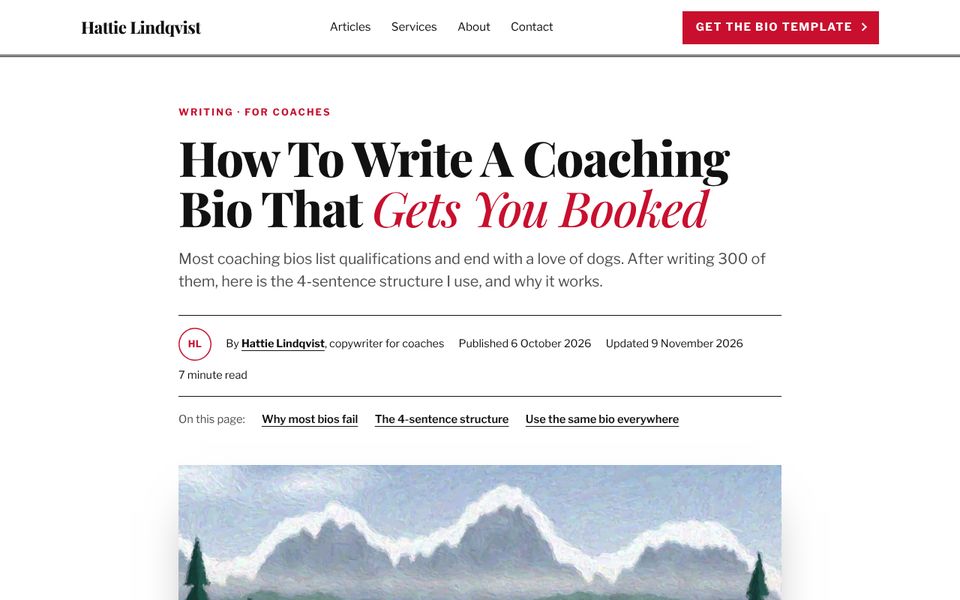 Hattie Lindqvist
Articles
Services
About
Contact
GET THE BIO TEMPLATE
WRITING · FOR COACHES
How To Write A Coaching
Bio That Gets You Booked
Most coaching bios list qualifications and end with a love of dogs. After writing 300 of
them, here is the 4-sentence structure I use, and why it works.
HL
By Hattie Lindqvist, copywriter for coaches
Published 6 October 2026
Updated 9 November 2026
7 minute read
On this page:
Why most bios fail
The 4-sentence structure
Use the same bio everywhere